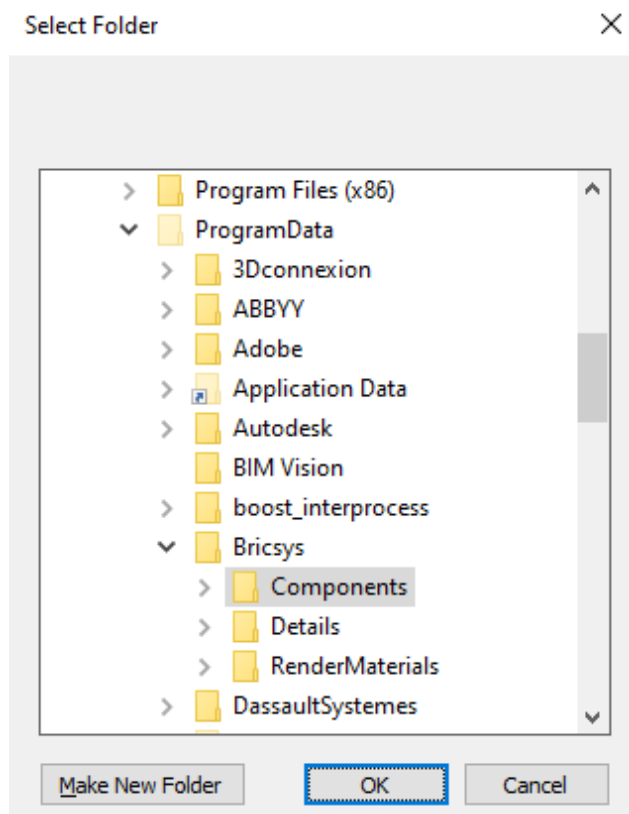 Select Folder
Program Files (x86)
ProgramData
3Dconnexion
ABBYY
Adobe
Application Data
Autodesk
BIM Vision
boost_interprocess
Bricsys
Components
Details
RenderMaterials
DassaultSystemes
Make New Folder OK Cancel